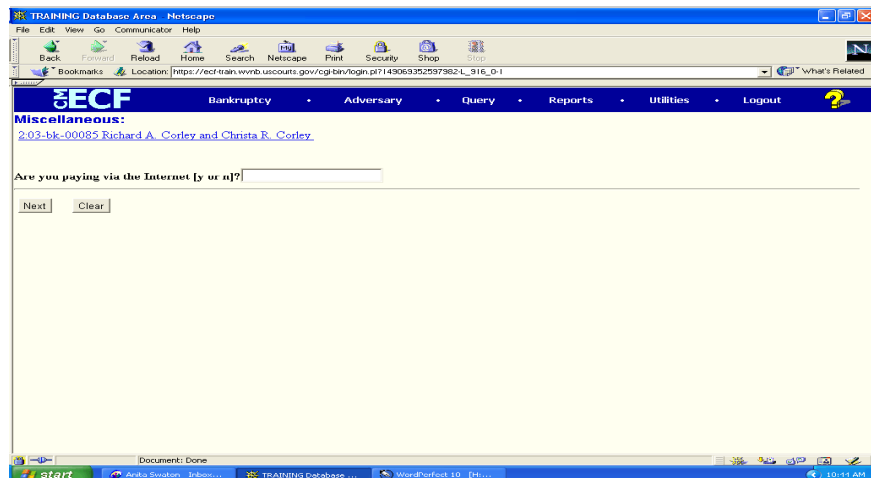 TRAINING Database Area - Netscape
File Edit View Go Communicator Help
Back Forward Reload Home Search Netscape Print Security Shop Stop
Bookmarks Location: https://ecf-train.wvnb.uscourts.gov/cgi-bin/login.pl?149069352597982-L_916_0-1 What's Related
CM ECF Bankruptcy • Adversary • Query • Reports • Utilities • Logout ?
Miscellaneous:
2:03-bk-00085 Richard A. Corley and Christa R. Corley
Are you paying via the Internet [y or n]?
Next Clear
Document: Done
start Anita Swaton Inbox... TRAINING Database ... WordPerfect 10 10:44 AM